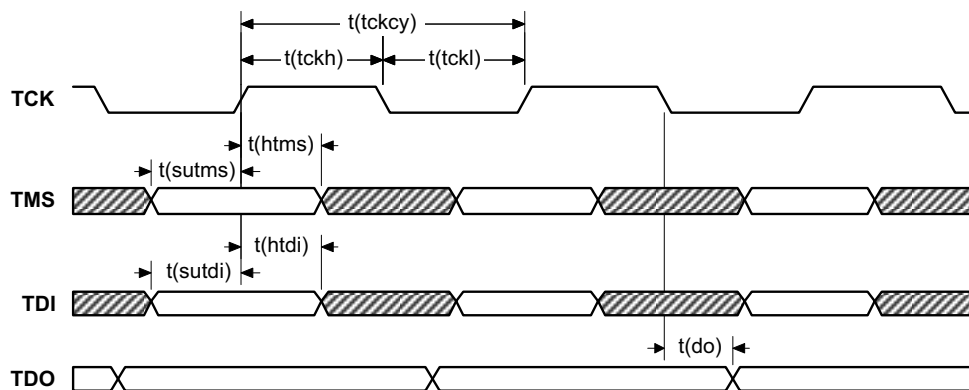 t(tckcy)
t(tckh)
t(tckl)
TCK
t(htms)
t(sutms)
TMS
t(htdi)
t(sutdi)
TDI
t(do)
TDO